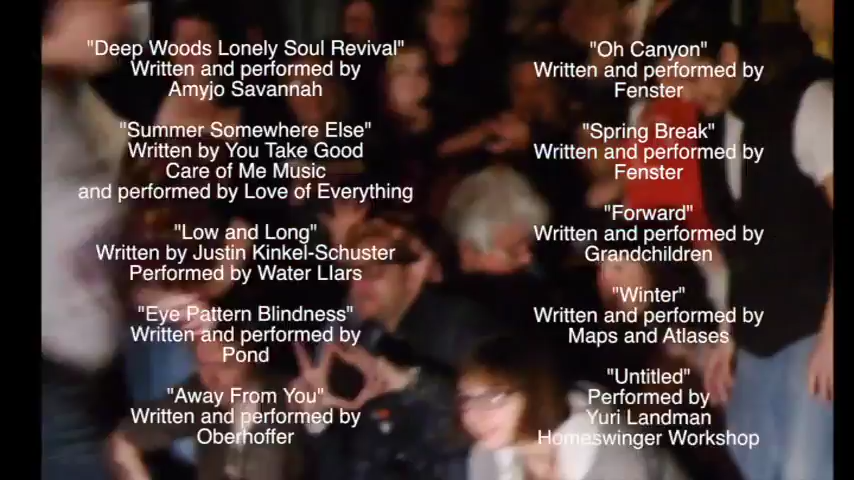 "Deep Woods Lonely Soul Revival"
Written and performed by
Amyjo Savannah
"Summer Somewhere Else"
Written by You Take Good
Care of Me Music
and performed by Love of Everything
"Low and Long"
Written by Justin Kinkel-Schuster
Performed by Water LIars
"Eye Pattern Blindness"
Written and performed by
Pond
"Away From You"
Written and performed by
Oberhoffer
"Oh Canyon"
Written and performed by
Fenster
"Spring Break"
Written and performed by
Fenster
"Forward"
Written and performed by
Grandchildren
"Winter"
Written and performed by
Maps and Atlases
"Untitled"
Performed by
Yuri Landman
Homeswinger Workshop